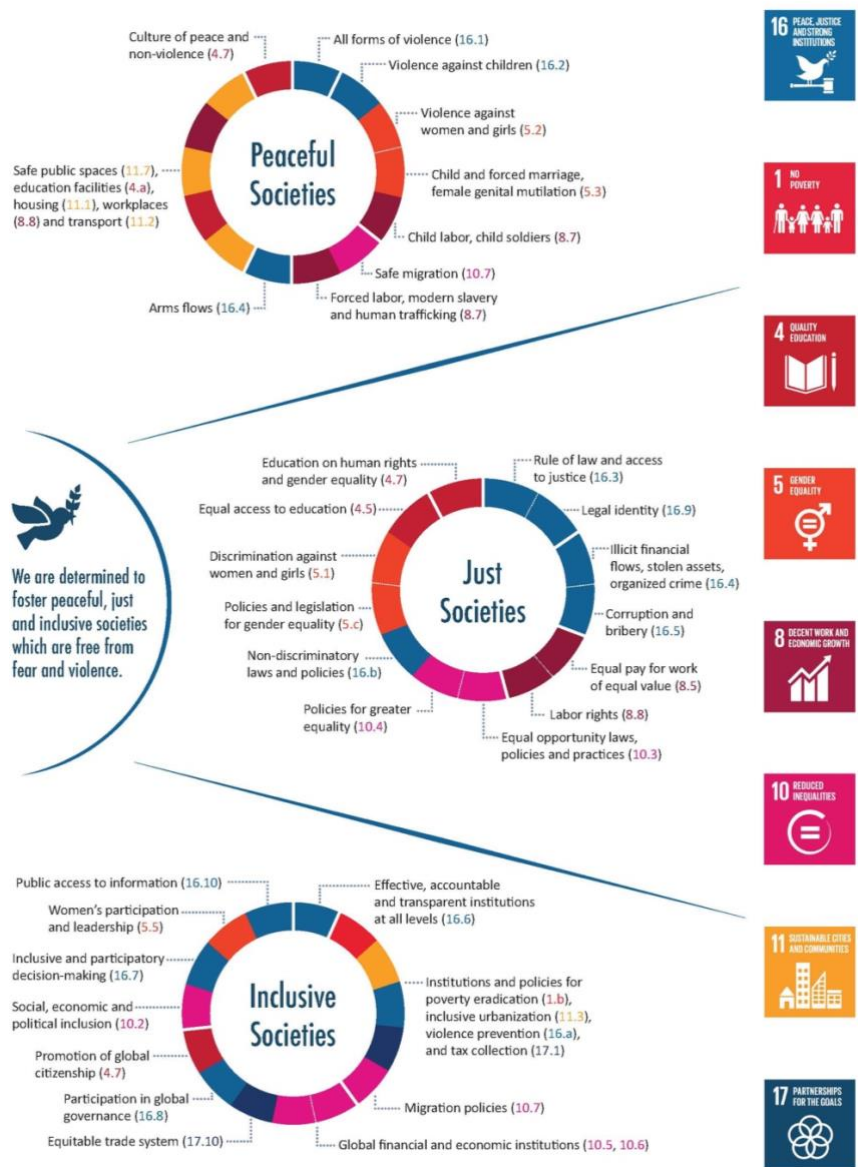 Culture of peace and
non-violence (4.7)
All forms of violence (16.1)
Violence against children (16.2)
Violence against
women and girls (5.2)
Child and forced marriage,
female genital mutilation (5.3)
Child labor, child soldiers (8.7)
Safe migration (10.7)
Forced labor, modern slavery
and human trafficking (8.7)
Arms flows (16.4)
Safe public spaces (11.7),
education facilities (4.a),
housing (11.1), workplaces
(8.8) and transport (11.2)
Peaceful
Societies
We are determined to
foster peaceful, just
and inclusive societies
which are free from
fear and violence.
Education on human rights
and gender equality (4.7)
Rule of law and access
to justice (16.3)
Legal identity (16.9)
Illicit financial
flows, stolen assets,
organized crime (16.4)
Corruption and
bribery (16.5)
Equal pay for work
of equal value (8.5)
Labor rights (8.8)
Equal opportunity laws,
policies and practices (10.3)
Policies for greater
equality (10.4)
Non-discriminatory
laws and policies (16.b)
Policies and legislation
for gender equality (5.c)
Discrimination against
women and girls (5.1)
Equal access to education (4.5)
Just
Societies
Public access to information (16.10)
Effective, accountable
and transparent institutions
at all levels (16.6)
Institutions and policies for
poverty eradication (1.b),
inclusive urbanization (11.3),
violence prevention (16.a),
and tax collection (17.1)
Migration policies (10.7)
Global financial and economic institutions (10.5, 10.6)
Equitable trade system (17.10)
Participation in global
governance (16.8)
Promotion of global
citizenship (4.7)
Social, economic and
political inclusion (10.2)
Inclusive and participatory
decision-making (16.7)
Women's participation
and leadership (5.5)
Inclusive
Societies
16 PEACE, JUSTICE
AND STRONG
INSTITUTIONS
1 NO
POVERTY
4 QUALITY
EDUCATION
5 GENDER
EQUALITY
8 DECENT WORK AND
ECONOMIC GROWTH
10 REDUCED
INEQUALITIES
11 SUSTAINABLE CITIES
AND COMMUNITIES
17 PARTNERSHIPS
FOR THE GOALS